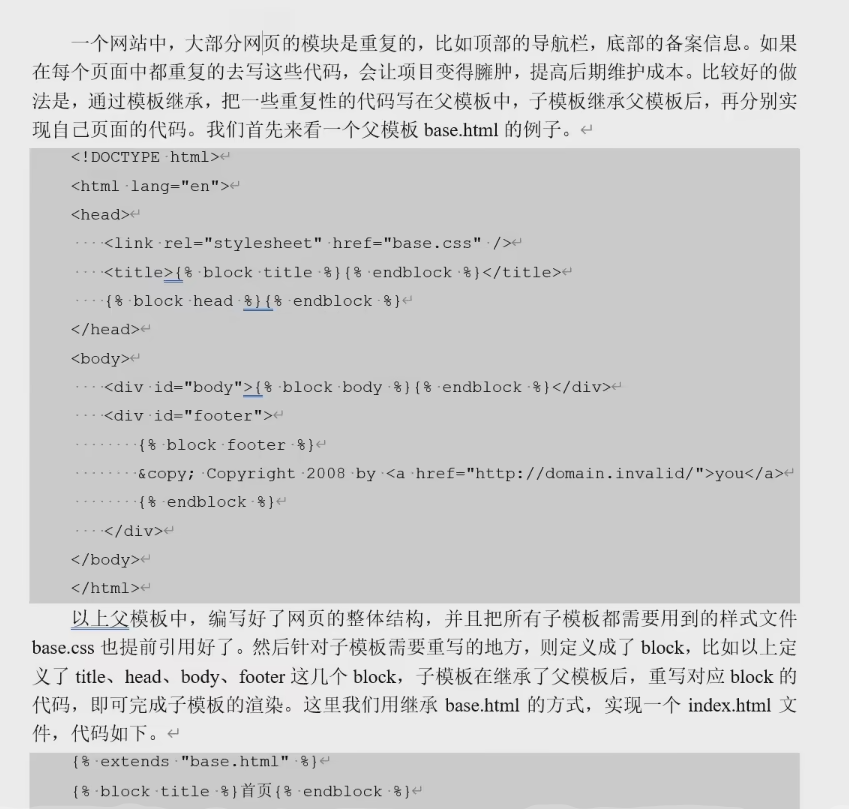 一个网站中，大部分网页的模块是重复的，比如顶部的导航栏，底部的备案信息。如果
在每个页面中都重复的去写这些代码，会让项目变得臃肿，提高后期维护成本。比较好的做
法是，通过模板继承，把一些重复性的代码写在父模板中，子模板继承父模板后，再分别实
现自己页面的代码。我们首先来看一个父模板 base.html 的例子。
<!DOCTYPE html>
<html lang="en">
<head>
    <link rel="stylesheet" href="base.css" />
    <title>{% block title %}{% endblock %}</title>
    {% block head %}{% endblock %}
</head>
<body>
    <div id="body">{% block body %}{% endblock %}</div>
    <div id="footer">
        {% block footer %}
        &copy; Copyright 2008 by <a href="http://domain.invalid/">you</a>
        {% endblock %}
    </div>
</body>
</html>
以上父模板中，编写好了网页的整体结构，并且把所有子模板都需要用到的样式文件
base.css 也提前引用好了。然后针对子模板需要重写的地方，则定义成了 block，比如以上定
义了 title、head、body、footer 这几个 block，子模板在继承了父模板后，重写对应 block 的
代码，即可完成子模板的渲染。这里我们用继承 base.html 的方式，实现一个 index.html 文
件，代码如下。
{% extends "base.html" %}
{% block title %}首页{% endblock %}